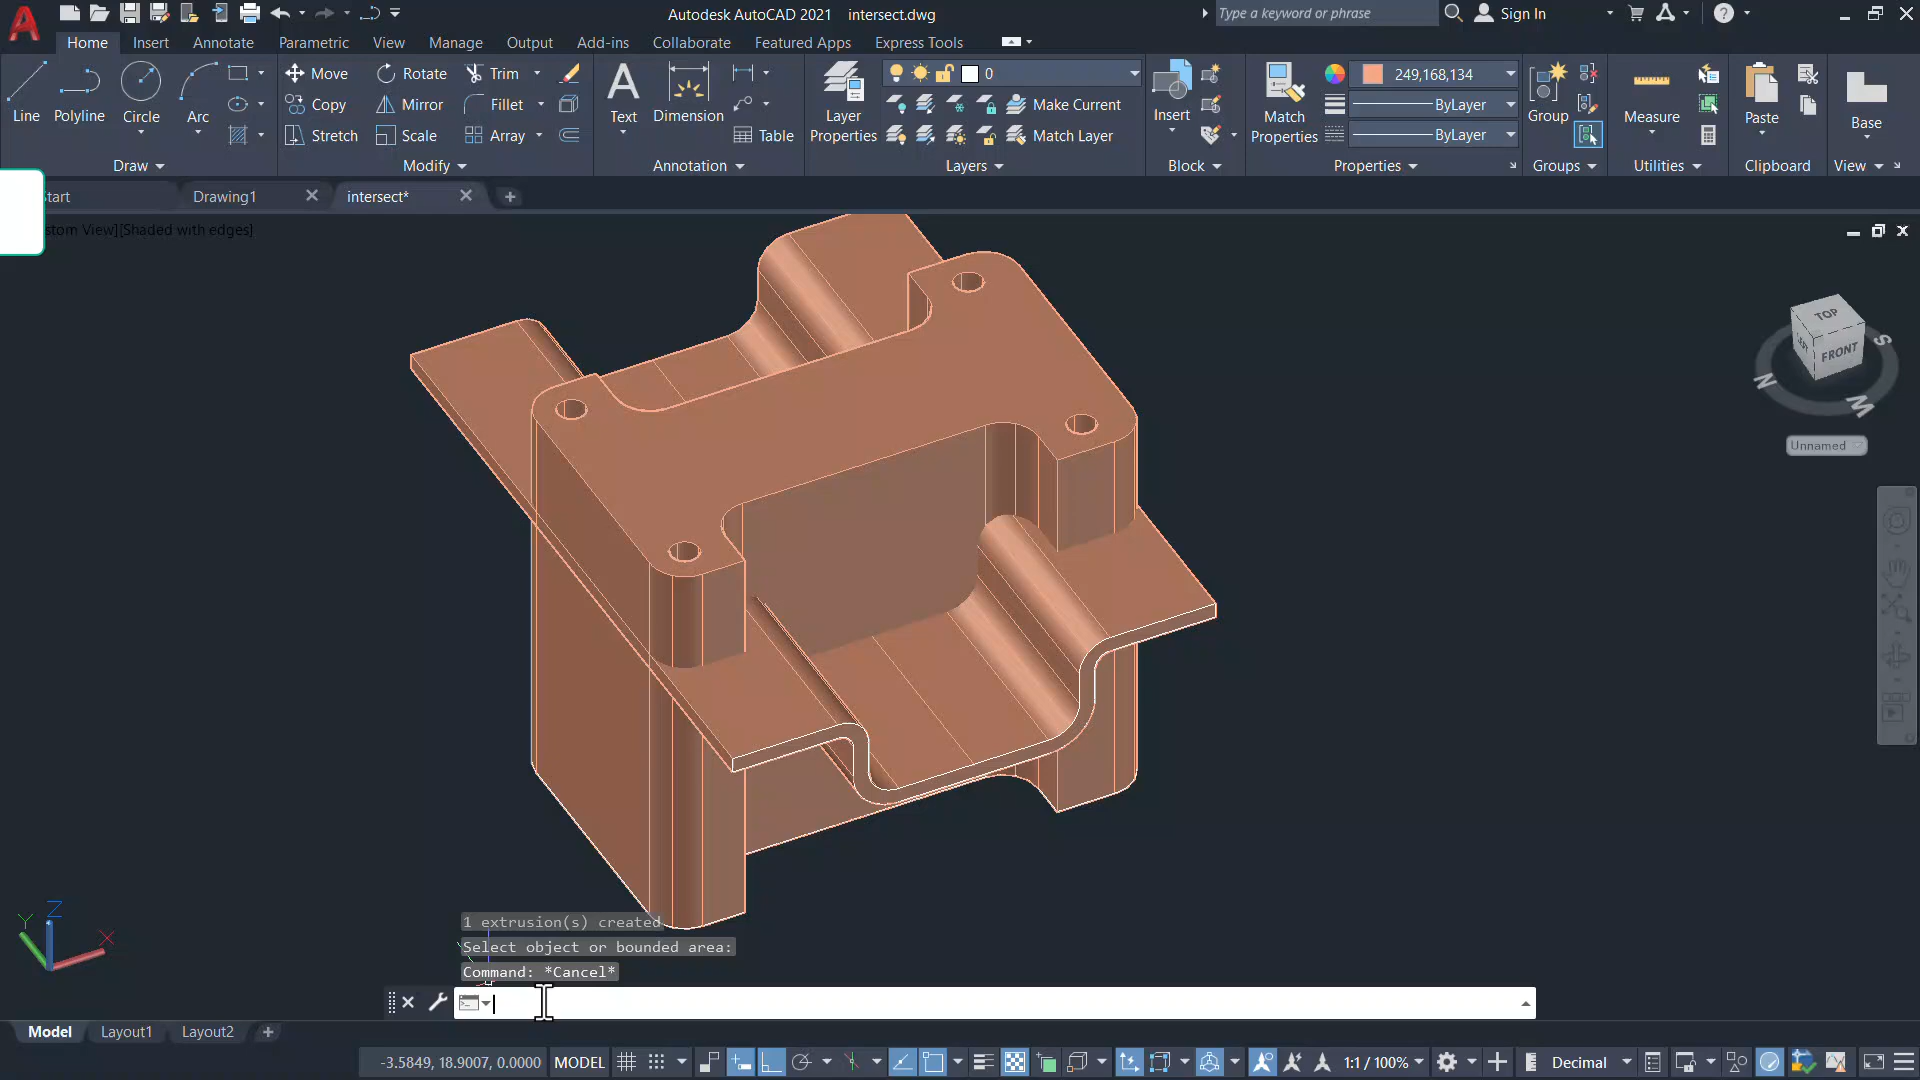 Autodesk AutoCAD 2021 intersect.dwg
Type a keyword or phrase
Sign In
Home Insert Annotate Parametric View Manage Output Add-ins Collaborate Featured Apps Express Tools
Line Polyline Circle Arc
Move Rotate Trim
Copy Mirror Fillet
Stretch Scale Array
Text Dimension Table
Layer Properties
0
Make Current
Match Layer
Insert
Match Properties
249,168,134
ByLayer
ByLayer
Group
Measure
Paste
Base
Draw Modify Annotation Layers Block Properties Groups Utilities Clipboard View
Start Drawing1 intersect*
stom View][Shaded with edges]
TOP
FRONT
LEFT
S
N
W
Unnamed
Z
Y
X
1 extrusion(s) created
Select object or bounded area:
Command: *Cancel*
Model Layout1 Layout2
-3.5849, 18.9007, 0.0000 MODEL 1:1 / 100% Decimal